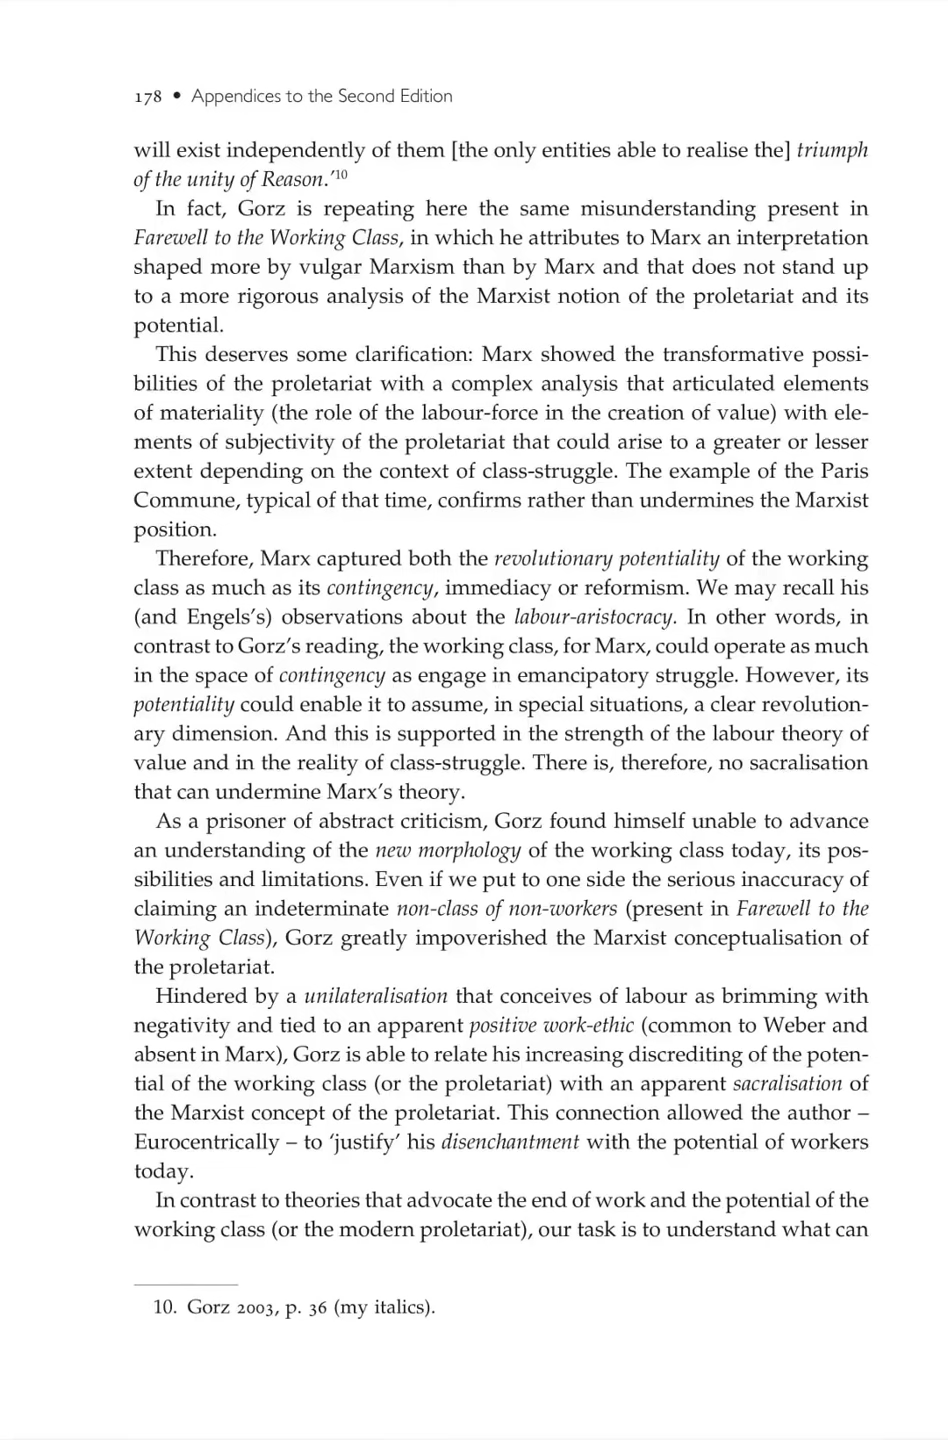 178 • Appendices to the Second Edition
will exist independently of them [the only entities able to realise the] triumph
of the unity of Reason.’10
In fact, Gorz is repeating here the same misunderstanding present in
Farewell to the Working Class, in which he attributes to Marx an interpretation
shaped more by vulgar Marxism than by Marx and that does not stand up
to a more rigorous analysis of the Marxist notion of the proletariat and its
potential.
This deserves some clarification: Marx showed the transformative possi-
bilities of the proletariat with a complex analysis that articulated elements
of materiality (the role of the labour-force in the creation of value) with ele-
ments of subjectivity of the proletariat that could arise to a greater or lesser
extent depending on the context of class-struggle. The example of the Paris
Commune, typical of that time, confirms rather than undermines the Marxist
position.
Therefore, Marx captured both the revolutionary potentiality of the working
class as much as its contingency, immediacy or reformism. We may recall his
(and Engels’s) observations about the labour-aristocracy. In other words, in
contrast to Gorz’s reading, the working class, for Marx, could operate as much
in the space of contingency as engage in emancipatory struggle. However, its
potentiality could enable it to assume, in special situations, a clear revolution-
ary dimension. And this is supported in the strength of the labour theory of
value and in the reality of class-struggle. There is, therefore, no sacralisation
that can undermine Marx’s theory.
As a prisoner of abstract criticism, Gorz found himself unable to advance
an understanding of the new morphology of the working class today, its pos-
sibilities and limitations. Even if we put to one side the serious inaccuracy of
claiming an indeterminate non-class of non-workers (present in Farewell to the
Working Class), Gorz greatly impoverished the Marxist conceptualisation of
the proletariat.
Hindered by a unilateralisation that conceives of labour as brimming with
negativity and tied to an apparent positive work-ethic (common to Weber and
absent in Marx), Gorz is able to relate his increasing discrediting of the poten-
tial of the working class (or the proletariat) with an apparent sacralisation of
the Marxist concept of the proletariat. This connection allowed the author –
Eurocentrically – to ‘justify’ his disenchantment with the potential of workers
today.
In contrast to theories that advocate the end of work and the potential of the
working class (or the modern proletariat), our task is to understand what can
10. Gorz 2003, p. 36 (my italics).